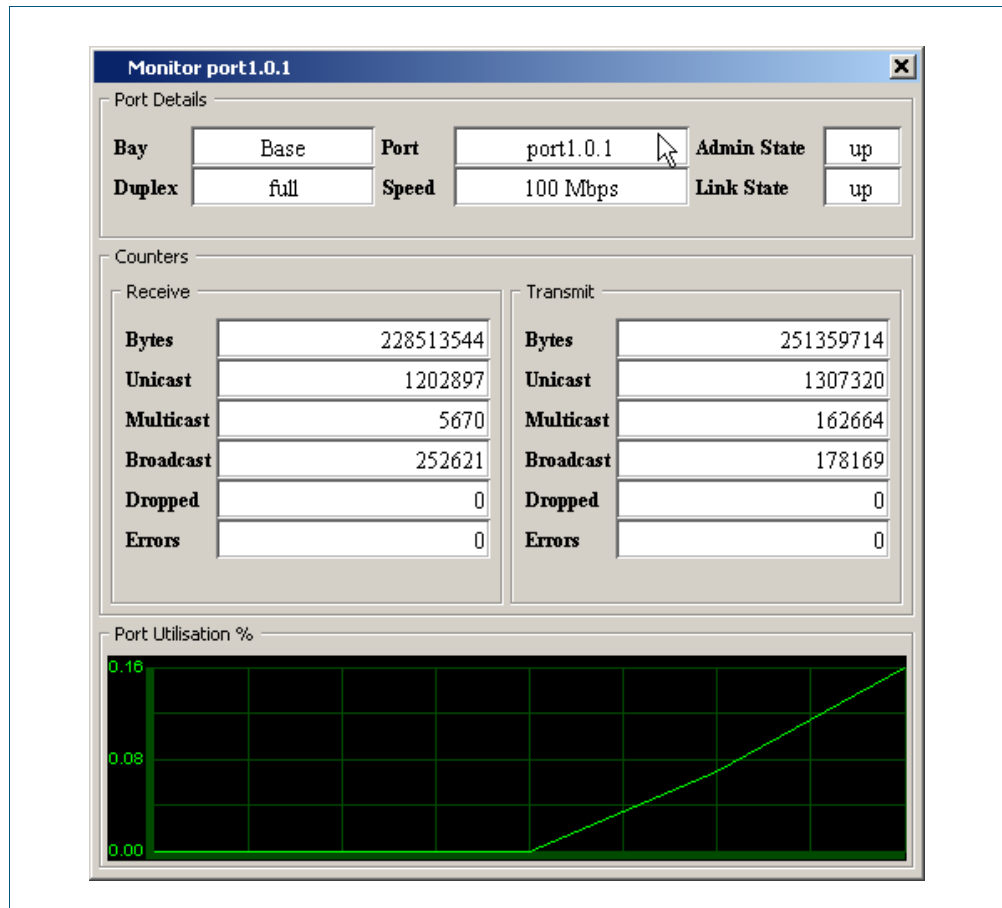 Monitor port1.0.1
Port Details
Bay Base Port port1.0.1 Admin State up
Duplex full Speed 100 Mbps Link State up
Counters
Receive
Bytes 228513544
Unicast 1202897
Multicast 5670
Broadcast 252621
Dropped 0
Errors 0
Transmit
Bytes 251359714
Unicast 1307320
Multicast 162664
Broadcast 178169
Dropped 0
Errors 0
Port Utilisation %
0.16
0.08
0.00